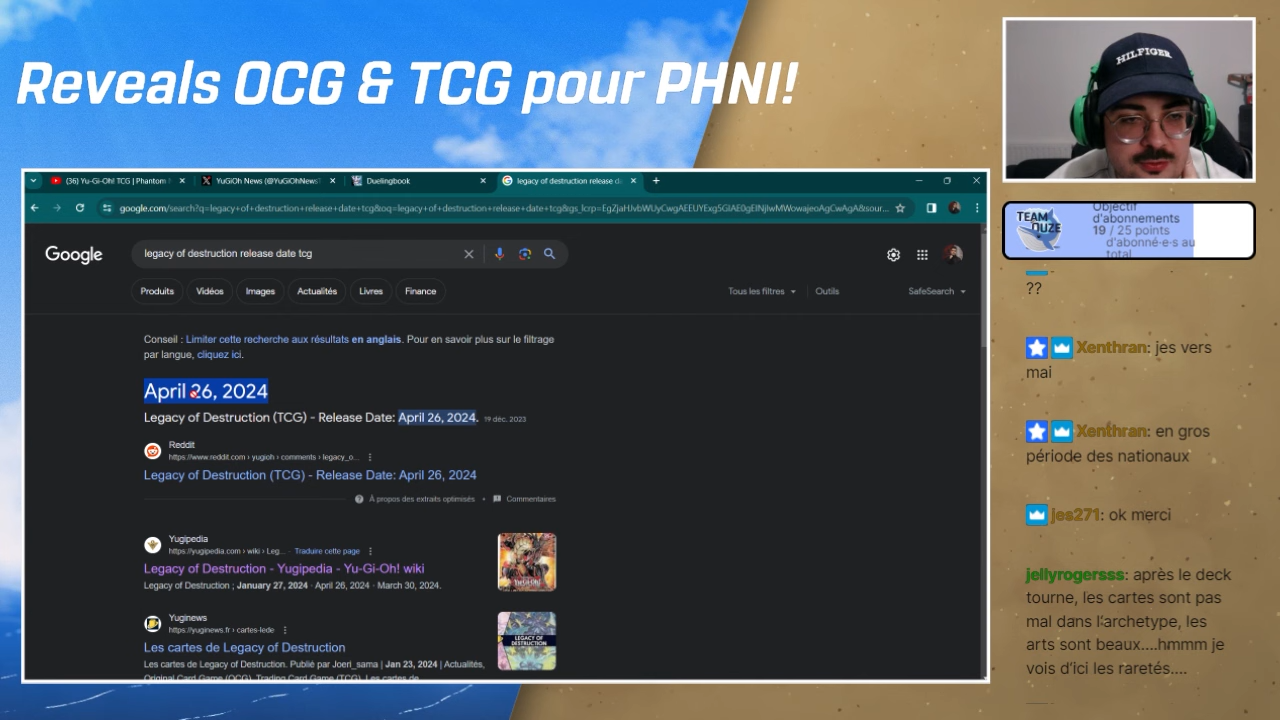 Reveals OCG & TCG pour PHNI!
HILFIGER
(36) Yu-Gi-Oh! TCG | Phantom
YuGiOh News (@YuGiOhNews
Duelingbook
legacy of destruction release da
google.com/search?q=legacy+of+destruction+release+date+tcg&oq=legacy+of+destruction+release+date+tcg&gs_lcrp=
Google
legacy of destruction release date tcg
Produits
Vidéos
Images
Actualités
Livres
Finance
Tous les filtres
Outils
SafeSearch
Conseil : Limiter cette recherche aux résultats en anglais. Pour en savoir plus sur le filtrage
par langue, cliquez ici.
April 26, 2024
Legacy of Destruction (TCG) - Release Date: April 26, 2024. 19 déc. 2023
Reddit
https://www.reddit.com › yugioh › comments › legacy_o...
Legacy of Destruction (TCG) - Release Date: April 26, 2024
À propos des extraits optimisés • Commentaires
Yugipedia
https://yugipedia.com › wiki › Leg... · Traduire cette page
Legacy of Destruction - Yugipedia - Yu-Gi-Oh! wiki
Legacy of Destruction ; January 27, 2024 · April 26, 2024 · March 30, 2024.
Yuginews
https://yuginews.fr › cartes-lede
Les cartes de Legacy of Destruction
LEGACY OF
DESTRUCTION
Les cartes de Legacy of Destruction. Publié par Joeri_sama | Jan 23, 2024 | Actualités,
Original Card Game (OCG), Trading Card Game (TCG). Les cartes de
TEAM
OUZE
Objectif
d'abonnements
19 / 25 points
d'abonné·e·s au
total
??
Xenthran: jes vers
mai
Xenthran: en gros
période des nationaux
jes271: ok merci
jellyrogersss: après le deck
tourne, les cartes sont pas
mal dans l'archetype, les
arts sont beaux....hmmm je
vois d'ici les raretés....